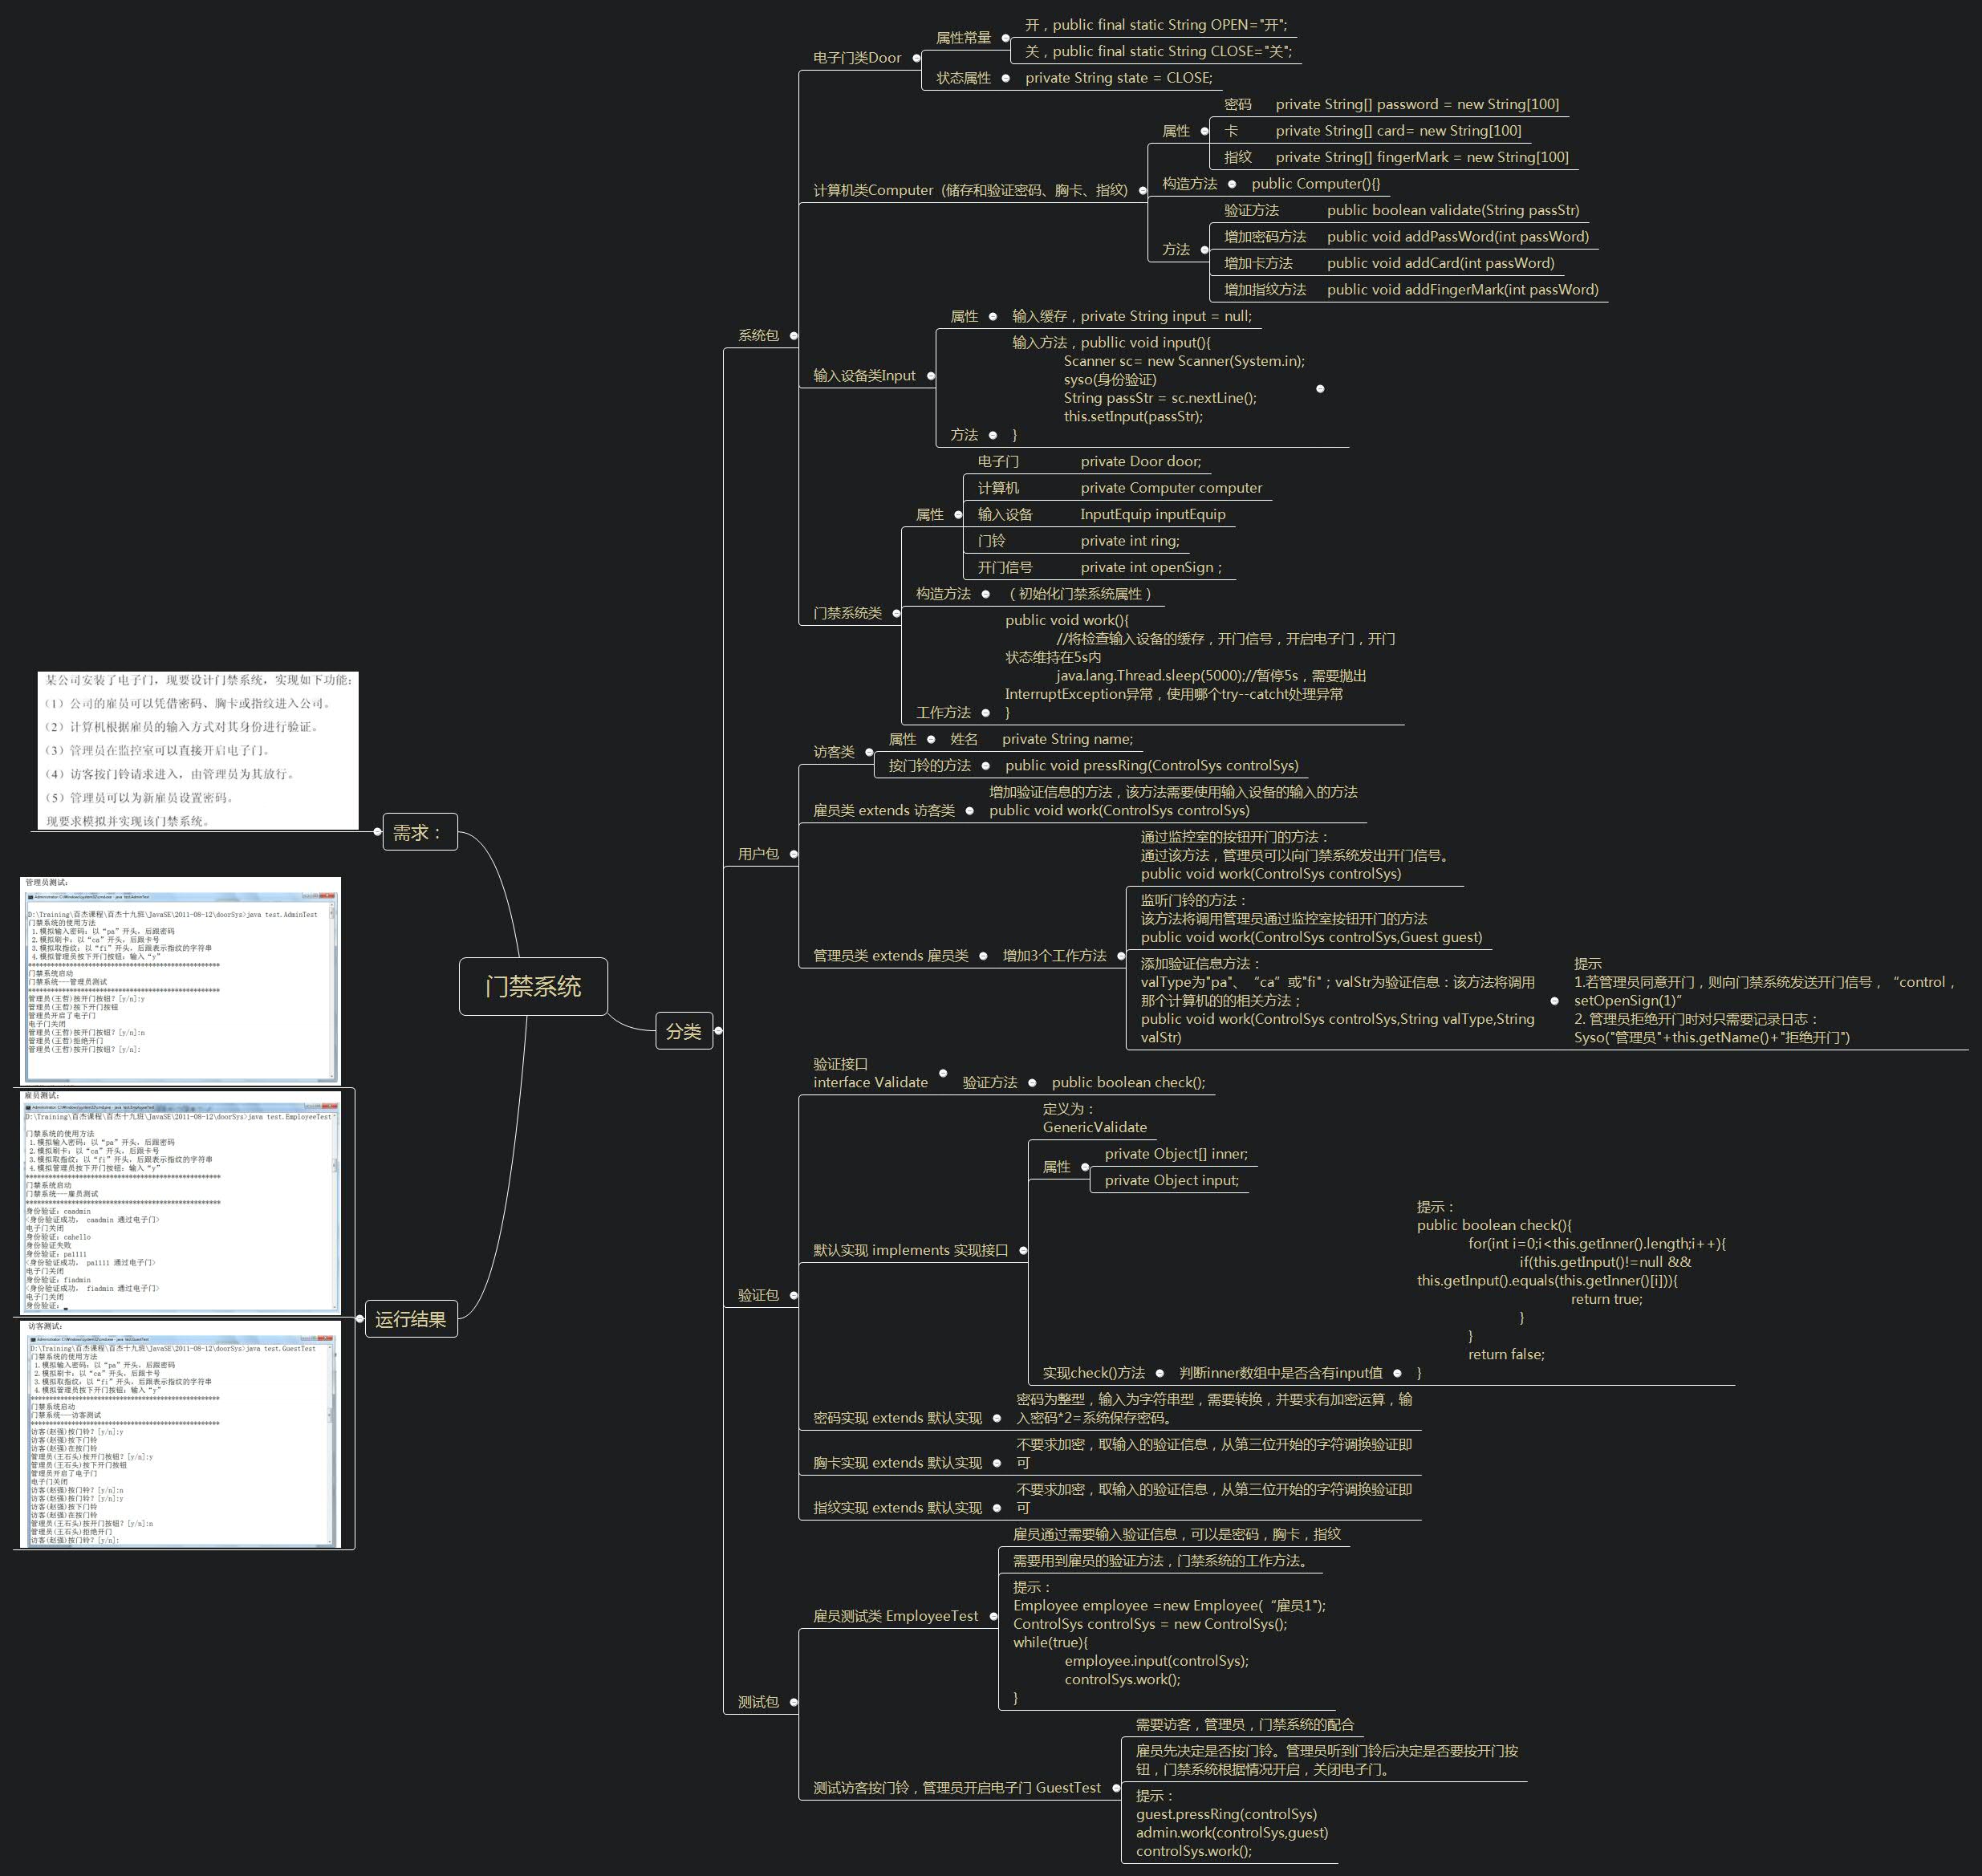 门禁系统
需求：
某公司安装了电子门，现要设计门禁系统，实现如下功能：
（1）公司的雇员可以凭借密码、胸卡或指纹进入公司。
（2）计算机根据雇员的输入方式对其身份进行验证。
（3）管理员在监控室可以直接开启电子门。
（4）访客按门铃请求进入，由管理员为其放行。
（5）管理员可以为新雇员设置密码。
现要求模拟并实现该门禁系统。
运行结果
管理员测试：
D:\Training\百杰课程\百杰十九班\JavaSE\2011-08-12\doorSys>java test.AdminTest
门禁系统的使用方法
1.模拟输入密码：以“pa”开头，后跟密码
2.模拟刷卡：以“ca”开头，后跟卡号
3.模拟取指纹：以“fi”开头，后跟表示指纹的字符串
4.模拟管理员按下开门按钮：输入“y”
门禁系统启动
门禁系统---管理员测试
管理员(王哲)按开门按钮？[y/n]:y
管理员(王哲)按下开门按钮
管理员开启了电子门
电子门关闭
管理员(王哲)按开门按钮？[y/n]:n
管理员(王哲)拒绝开门
管理员(王哲)按开门按钮？[y/n]:
雇员测试：
D:\Training\百杰课程\百杰十九班\JavaSE\2011-08-12\doorSys>java test.EmployeeTest
门禁系统的使用方法
1.模拟输入密码：以“pa”开头，后跟密码
2.模拟刷卡：以“ca”开头，后跟卡号
3.模拟取指纹：以“fi”开头，后跟表示指纹的字符串
4.模拟管理员按下开门按钮：输入“y”
门禁系统启动
门禁系统---雇员测试
身份验证：caadmin
<身份验证成功， caadmin 通过电子门>
电子门关闭
身份验证：cahello
身份验证失败
身份验证：pa1111
<身份验证成功， pa1111 通过电子门>
电子门关闭
身份验证：fiadmin
<身份验证成功， fiadmin 通过电子门>
电子门关闭
身份验证：
访客测试：
D:\Training\百杰课程\百杰十九班\JavaSE\2011-08-12\doorSys>java test.GuestTest
门禁系统的使用方法
1.模拟输入密码：以“pa”开头，后跟密码
2.模拟刷卡：以“ca”开头，后跟卡号
3.模拟取指纹：以“fi”开头，后跟表示指纹的字符串
4.模拟管理员按下开门按钮：输入“y”
门禁系统启动
门禁系统---访客测试
访客(赵强)按门铃？[y/n]:y
访客(赵强)按下门铃
访客(赵强)在按门铃
管理员(王石头)按开门按钮？[y/n]:y
管理员(王石头)按下开门按钮
管理员开启了电子门
电子门关闭
访客(赵强)按门铃？[y/n]:n
访客(赵强)按门铃？[y/n]:y
访客(赵强)按下门铃
访客(赵强)在按门铃
管理员(王石头)按开门按钮？[y/n]:n
管理员(王石头)拒绝开门
访客(赵强)按门铃？[y/n]:
分类
系统包
电子门类Door
属性常量
开，public final static String OPEN="开";
关，public final static String CLOSE="关";
状态属性
private String state = CLOSE;
计算机类Computer（储存和验证密码、胸卡、指纹）
属性
密码 private String[] password = new String[100]
卡 private String[] card= new String[100]
指纹 private String[] fingerMark = new String[100]
构造方法
public Computer(){}
方法
验证方法 public boolean validate(String passStr)
增加密码方法 public void addPassWord(int passWord)
增加卡方法 public void addCard(int passWord)
增加指纹方法 public void addFingerMark(int passWord)
输入设备类Input
属性
输入缓存，private String input = null;
方法
输入方法，publlic void input(){
Scanner sc= new Scanner(System.in);
syso(身份验证)
String passStr = sc.nextLine();
this.setInput(passStr);
}
门禁系统类
属性
电子门 private Door door;
计算机 private Computer computer
输入设备 InputEquip inputEquip
门铃 private int ring;
开门信号 private int openSign；
构造方法
（初始化门禁系统属性）
工作方法
public void work(){
//将检查输入设备的缓存，开门信号，开启电子门，开门
状态维持在5s内
java.lang.Thread.sleep(5000);//暂停5s，需要抛出
InterruptException异常，使用哪个try--catcht处理异常
}
用户包
访客类
属性
姓名 private String name;
按门铃的方法
public void pressRing(ControlSys controlSys)
雇员类 extends 访客类
增加验证信息的方法，该方法需要使用输入设备的输入的方法
public void work(ControlSys controlSys)
管理员类 extends 雇员类
增加3个工作方法
通过监控室的按钮开门的方法：
通过该方法，管理员可以向门禁系统发出开门信号。
public void work(ControlSys controlSys)
监听门铃的方法：
该方法将调用管理员通过监控室按钮开门的方法
public void work(ControlSys controlSys,Guest guest)
添加验证信息方法：
valType为"pa"、“ca”或"fi"；valStr为验证信息：该方法将调用
那个计算机的的相关方法；
public void work(ControlSys controlSys,String valType,String
valStr)
提示
1.若管理员同意开门，则向门禁系统发送开门信号，“control，
setOpenSign(1)”
2. 管理员拒绝开门时对只需要记录日志：
Syso("管理员"+this.getName()+"拒绝开门")
验证包
验证接口
interface Validate
验证方法
public boolean check();
默认实现 implements 实现接口
定义为：
GenericValidate
属性
private Object[] inner;
private Object input;
实现check()方法
判断inner数组中是否含有input值
提示：
public boolean check(){
for(int i=0;i<this.getInner().length;i++){
if(this.getInput()!=null &&
this.getInput().equals(this.getInner()[i])){
return true;
}
}
return false;
}
密码实现 extends 默认实现
密码为整型，输入为字符串型，需要转换，并要求有加密运算，输
入密码*2=系统保存密码。
胸卡实现 extends 默认实现
不要求加密，取输入的验证信息，从第三位开始的字符调换验证即
可
指纹实现 extends 默认实现
不要求加密，取输入的验证信息，从第三位开始的字符调换验证即
可
测试包
雇员测试类 EmployeeTest
雇员通过需要输入验证信息，可以是密码，胸卡，指纹
需要用到雇员的验证方法，门禁系统的工作方法。
提示：
Employee employee =new Employee(“雇员1");
ControlSys controlSys = new ControlSys();
while(true){
employee.input(controlSys);
controlSys.work();
}
测试访客按门铃，管理员开启电子门 GuestTest
需要访客，管理员，门禁系统的配合
雇员先决定是否按门铃。管理员听到门铃后决定是否要按开门按
钮，门禁系统根据情况开启，关闭电子门。
提示：
guest.pressRing(controlSys)
admin.work(controlSys,guest)
controlSys.work();